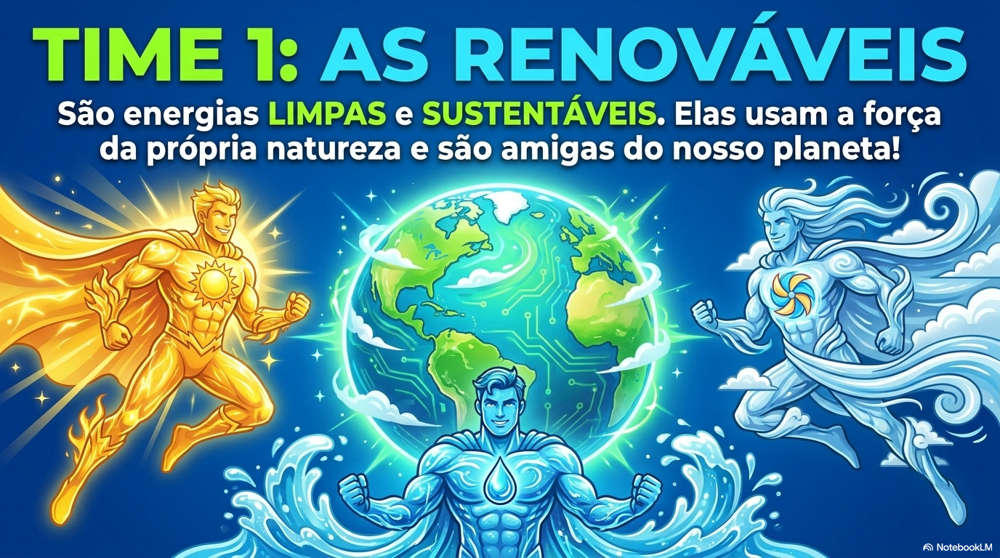 TIME 1: AS RENOVÁVEIS
São energias LIMPAS e SUSTENTÁVEIS. Elas usam a força
da própria natureza e são amigas do nosso planeta!
NotebookLM